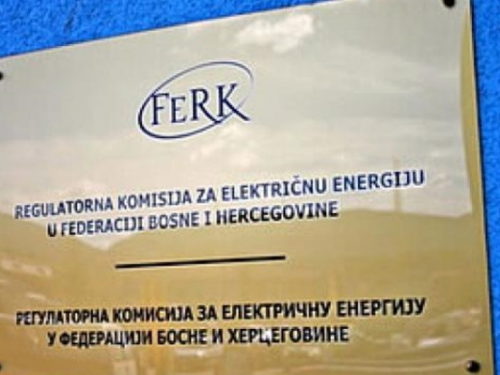 FERK
REGULATORNA KOMISIJA ZA ELEKTRIČNU ENERGIJU
U FEDERACIJI BOSNE I HERCEGOVINE
РЕГУЛАТОРНА КОМИСИЈА ЗА ЕЛЕКТРИЧНУ ЕНЕРГИЈУ
У ФЕДЕРАЦИЈИ БОСНЕ И ХЕРЦЕГОВИНЕ